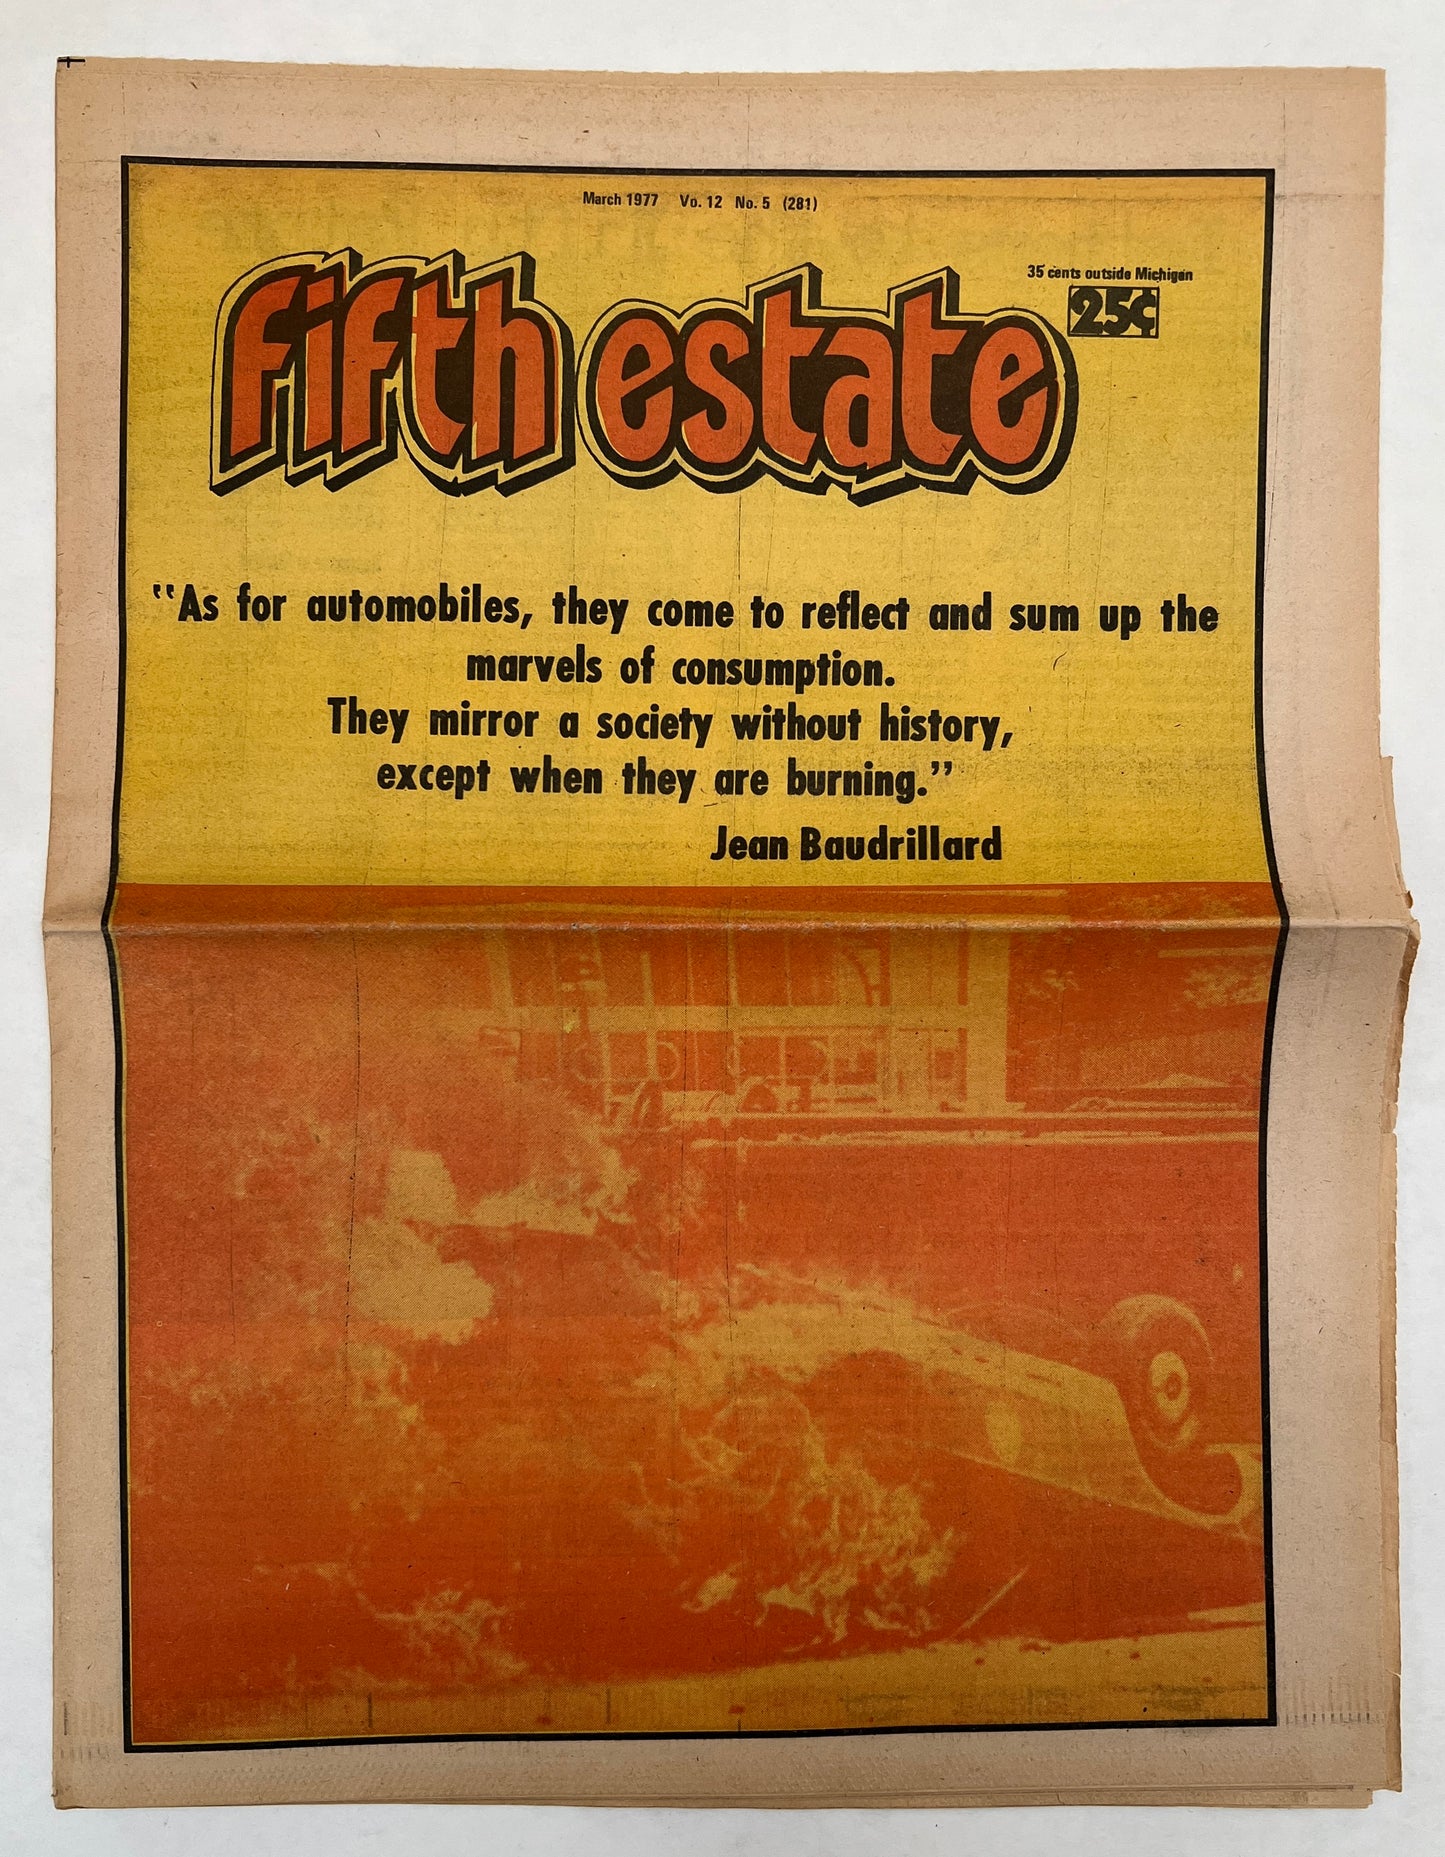 March 1977 Vo. 12 No. 5 (281)
fifth estate
35 cents outside Michigan
25¢
"As for automobiles, they come to reflect and sum up the
marvels of consumption.
They mirror a society without history,
except when they are burning."
Jean Baudrillard